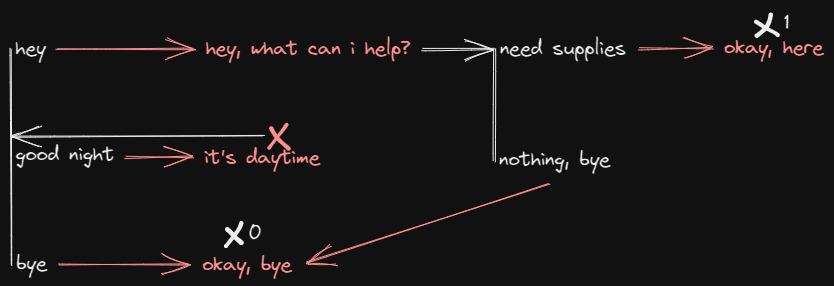 hey
hey, what can i help?
need supplies
X 1
okay, here
X
good night
it's daytime
nothing, bye
X 0
bye
okay, bye